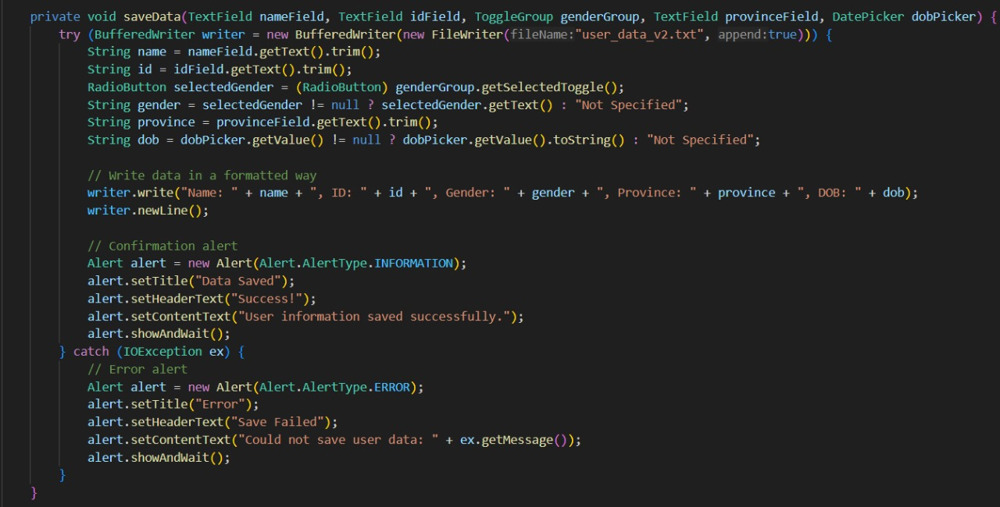 private void saveData(TextField nameField, TextField idField, ToggleGroup genderGroup, TextField provinceField, DatePicker dobPicker) {
try (BufferedWriter writer = new BufferedWriter(new FileWriter(fileName:"user_data_v2.txt", append:true))) {
String name = nameField.getText().trim();
String id = idField.getText().trim();
RadioButton selectedGender = (RadioButton) genderGroup.getSelectedToggle();
String gender = selectedGender != null ? selectedGender.getText() : "Not Specified";
String province = provinceField.getText().trim();
String dob = dobPicker.getValue() != null ? dobPicker.getValue().toString() : "Not Specified";
// Write data in a formatted way
writer.write("Name: " + name + ", ID: " + id + ", Gender: " + gender + ", Province: " + province + ", DOB: " + dob);
writer.newLine();
// Confirmation alert
Alert alert = new Alert(Alert.AlertType.INFORMATION);
alert.setTitle("Data Saved");
alert.setHeaderText("Success!");
alert.setContentText("User information saved successfully.");
alert.showAndWait();
} catch (IOException ex) {
// Error alert
Alert alert = new Alert(Alert.AlertType.ERROR);
alert.setTitle("Error");
alert.setHeaderText("Save Failed");
alert.setContentText("Could not save user data: " + ex.getMessage());
alert.showAndWait();
}
}